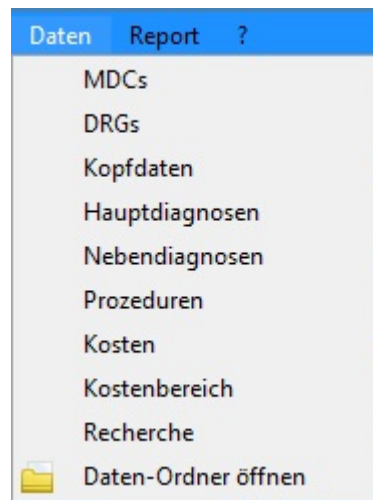 Daten Report ?
MDCs
DRGs
Kopfdaten
Hauptdiagnosen
Nebendiagnosen
Prozeduren
Kosten
Kostenbereich
Recherche
Daten-Ordner öffnen